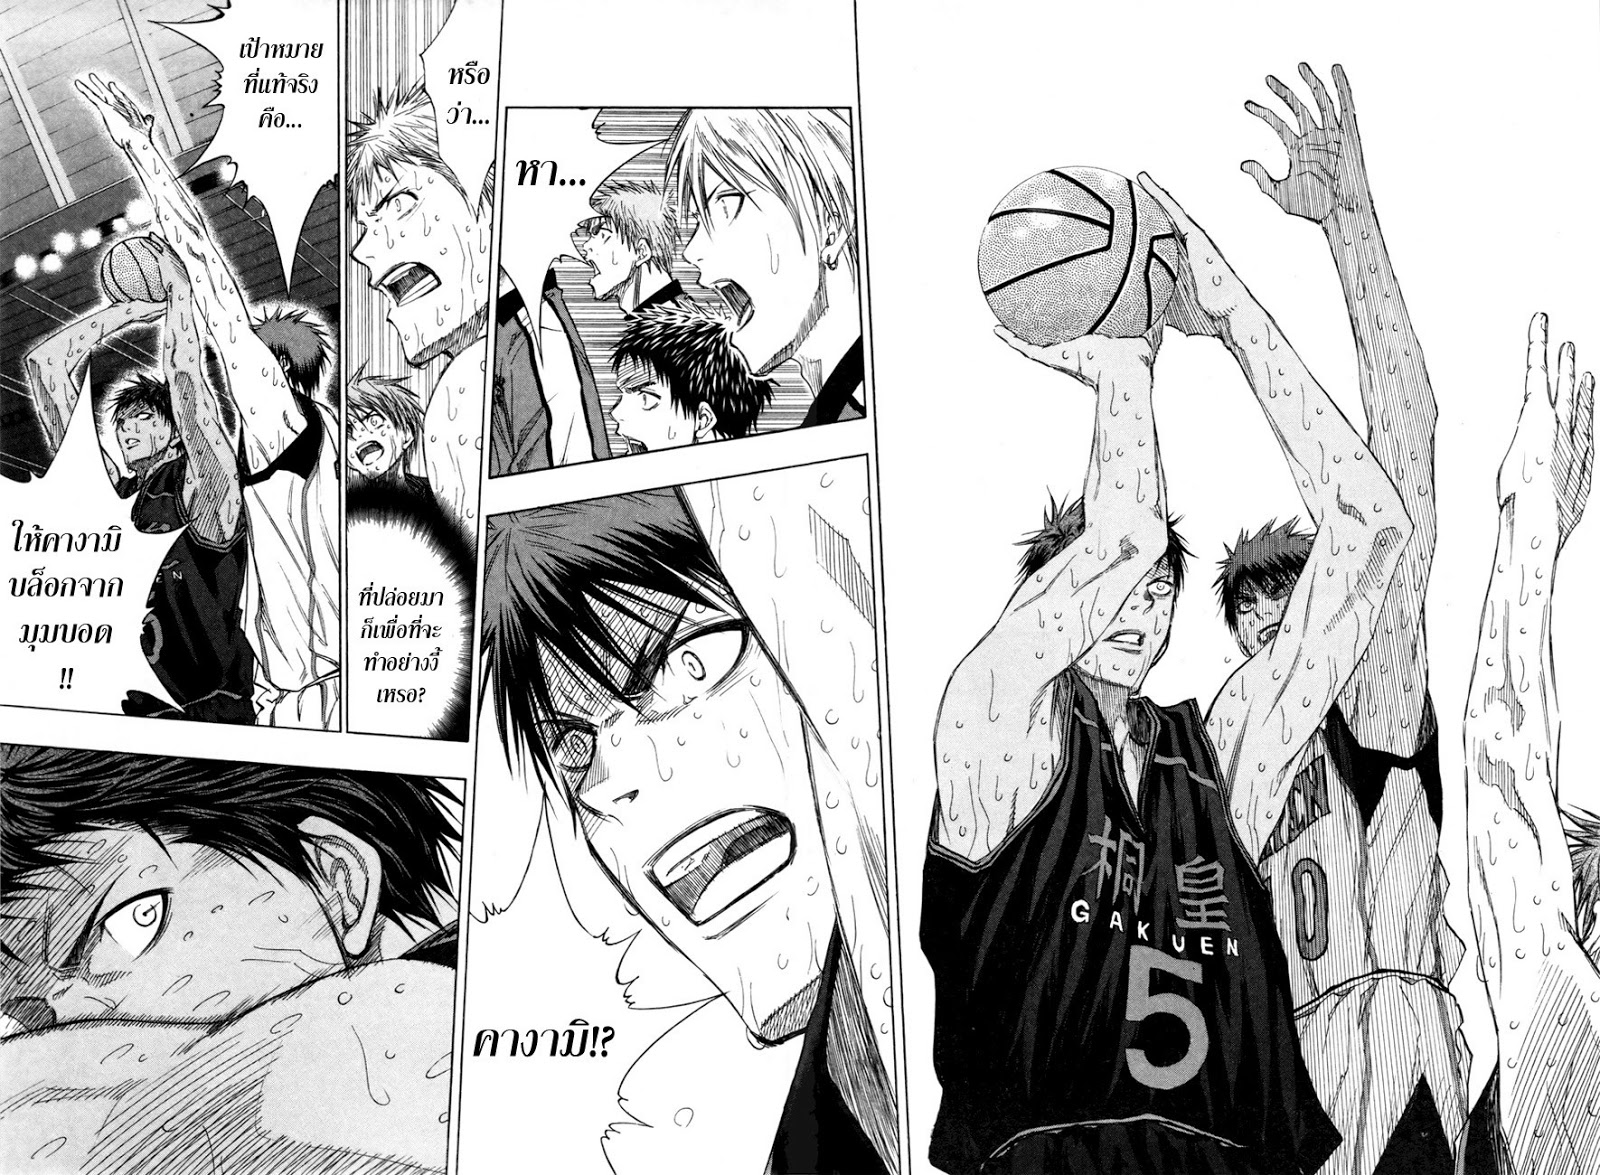 桐皇
GAKUEN
5
0
หา...
หรือ
ว่า...
ที่ปล่อยมา
ก็เพื่อที่จะ
ทำอย่างงี้
เหรอ?
เป้าหมาย
ที่แท้จริง
คือ...
ให้คางามิ
บล็อกจาก
มุมบอด
!!
คางามิ!?